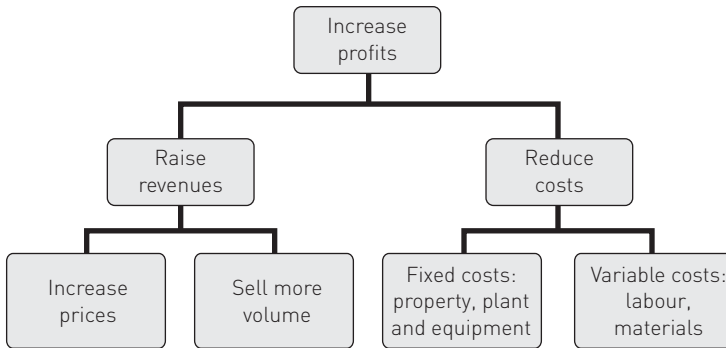 Increase
profits
Raise
revenues
Reduce
costs
Increase
prices
Sell more
volume
Fixed costs:
property, plant
and equipment
Variable costs:
labour,
materials